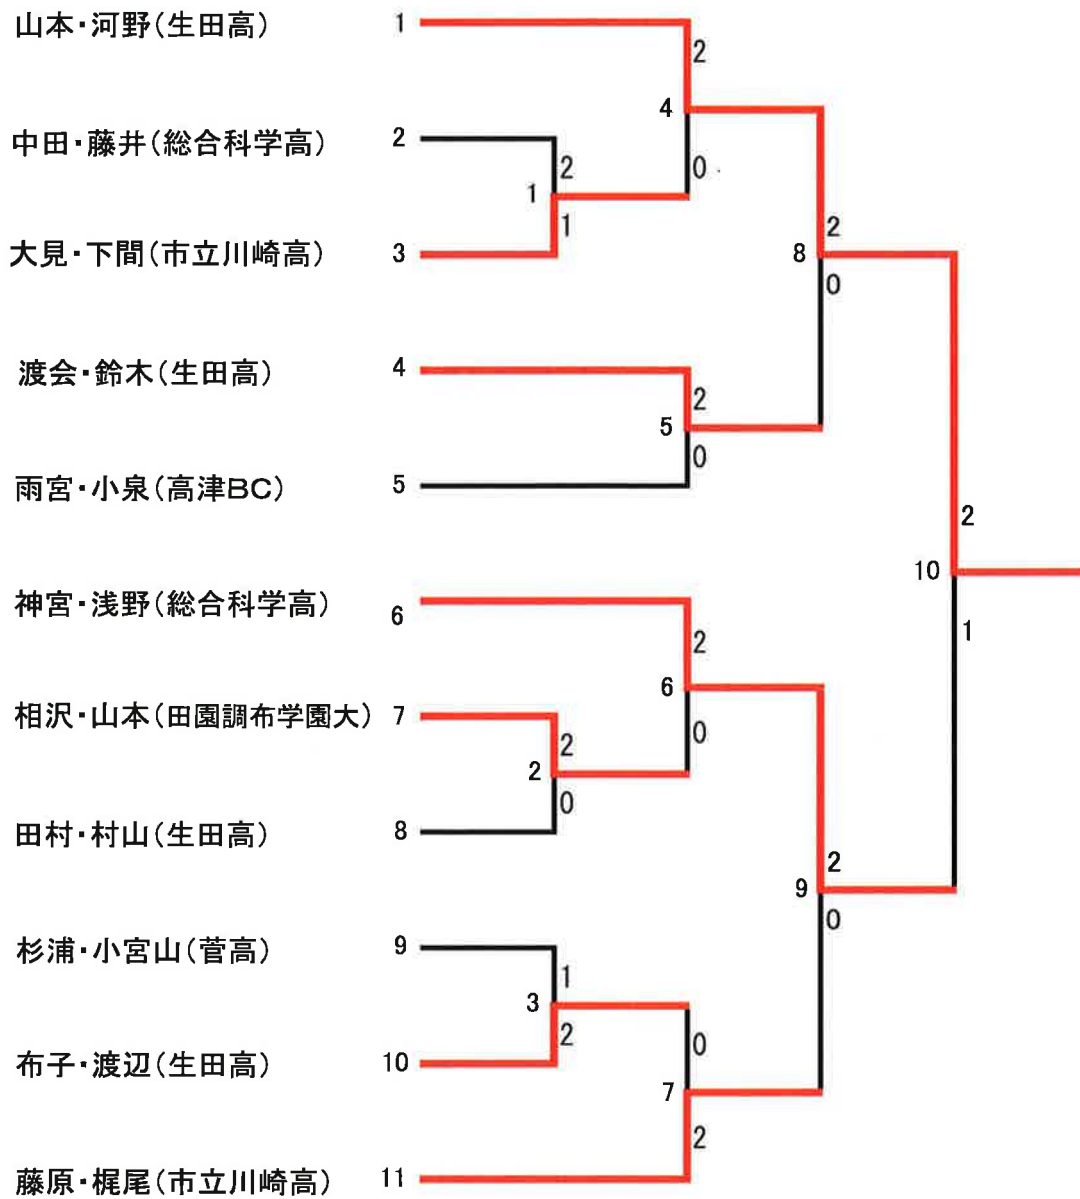 山本・河野(生田高) 1
2
4
中田・藤井(総合科学高) 2
2
0
1
1
大見・下間(市立川崎高) 3
2
8
0
渡会・鈴木(生田高) 4
2
5
0
雨宮・小泉(高津BC) 5
2
10
1
神宮・浅野(総合科学高) 6
2
6
相沢・山本(田園調布学園大) 7
2
0
2
0
田村・村山(生田高) 8
2
9
0
杉浦・小宮山(菅高) 9
1
3
2
0
布子・渡辺(生田高) 10
7
2
藤原・梶尾(市立川崎高) 11